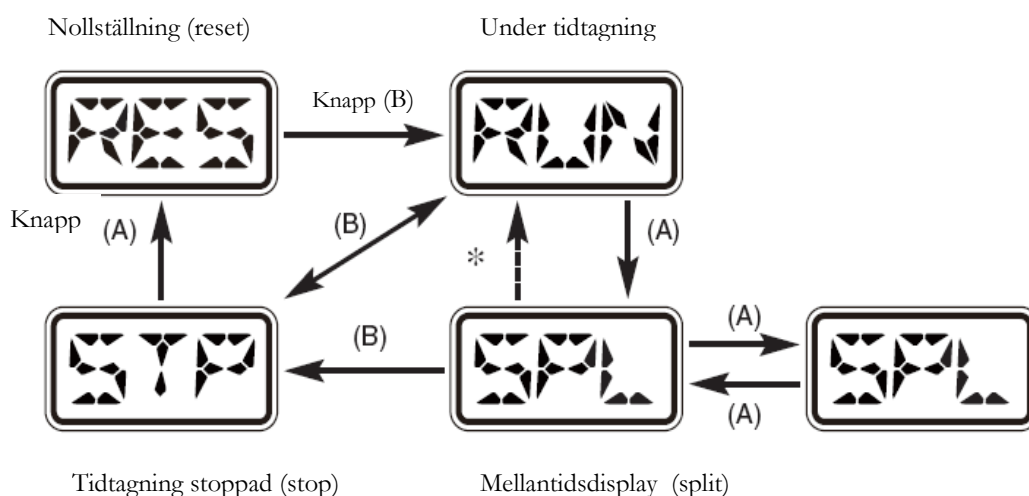 Nollställning (reset)
Under tidtagning
RES
Knapp (B)
RUN
Knapp
(A)
(B)
*
(A)
STP
(B)
SPL
(A)
(A)
SPL
Tidtagning stoppad (stop)
Mellantidsdisplay (split)